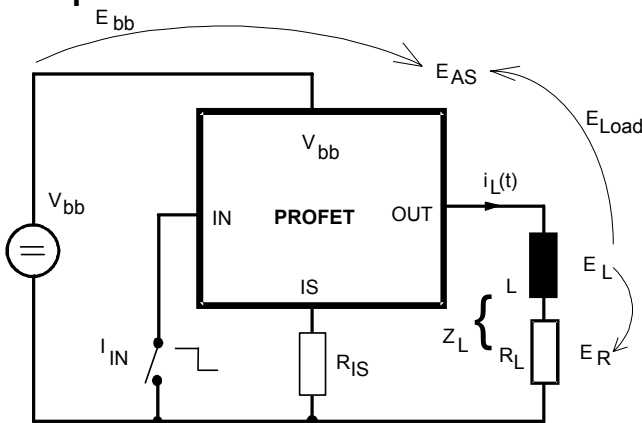 E bb
E AS
E Load
V bb
V bb
i L(t)
IN
PROFET
OUT
IS
L
E L
Z L
{
I IN
R IS
R L
E R